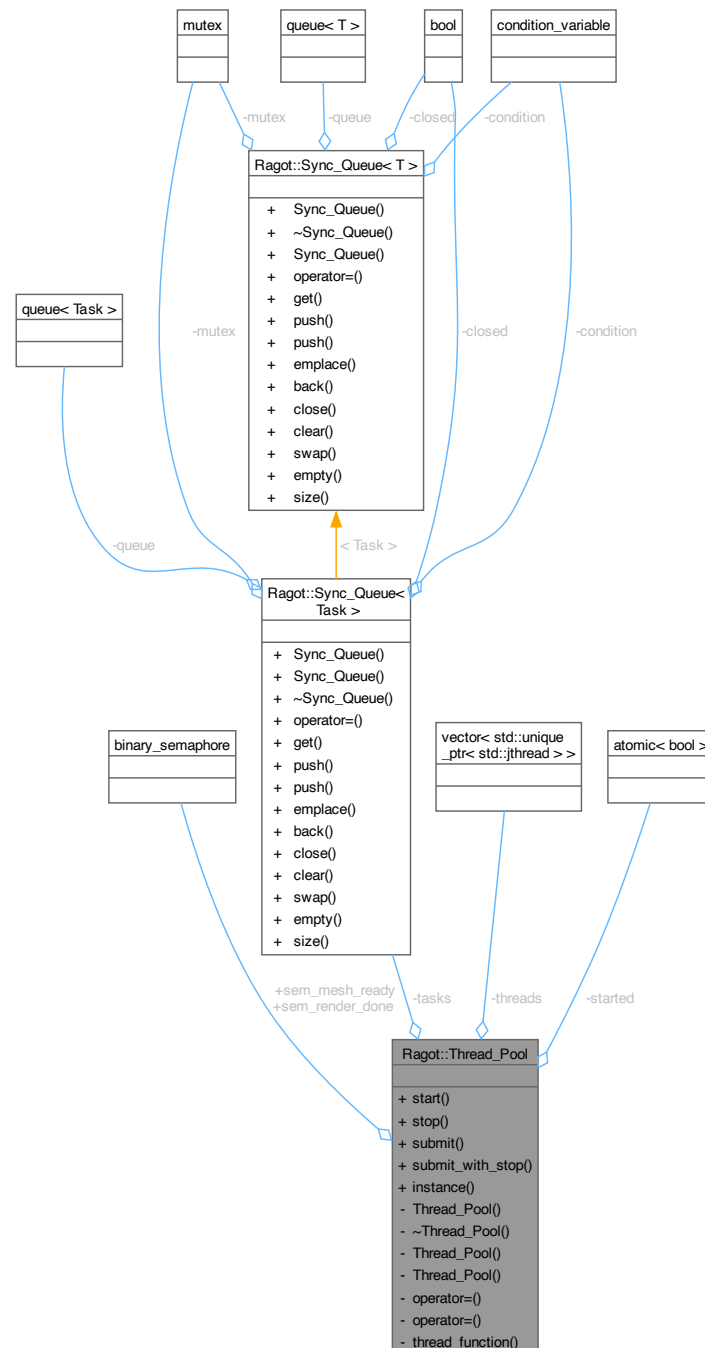 mutex
queue< T >
bool
condition_variable
-mutex
-queue
-closed
-condition
Ragot::Sync_Queue< T >
+ Sync_Queue()
+ ~Sync_Queue()
+ Sync_Queue()
+ operator=()
+ get()
+ push()
+ push()
+ emplace()
+ back()
+ close()
+ clear()
+ swap()
+ empty()
+ size()
queue< Task >
-mutex
-closed
-condition
-queue
< Task >
Ragot::Sync_Queue<
Task >
+ Sync_Queue()
+ Sync_Queue()
+ ~Sync_Queue()
+ operator=()
+ get()
+ push()
+ push()
+ emplace()
+ back()
+ close()
+ clear()
+ swap()
+ empty()
+ size()
binary_semaphore
vector< std::unique
_ptr< std::jthread > >
atomic< bool >
+sem_mesh_ready
+sem_render_done
-tasks
-threads
-started
Ragot::Thread_Pool
+ start()
+ stop()
+ submit()
+ submit_with_stop()
+ instance()
- Thread_Pool()
- ~Thread_Pool()
- Thread_Pool()
- Thread_Pool()
- operator=()
- operator=()
- thread_function()